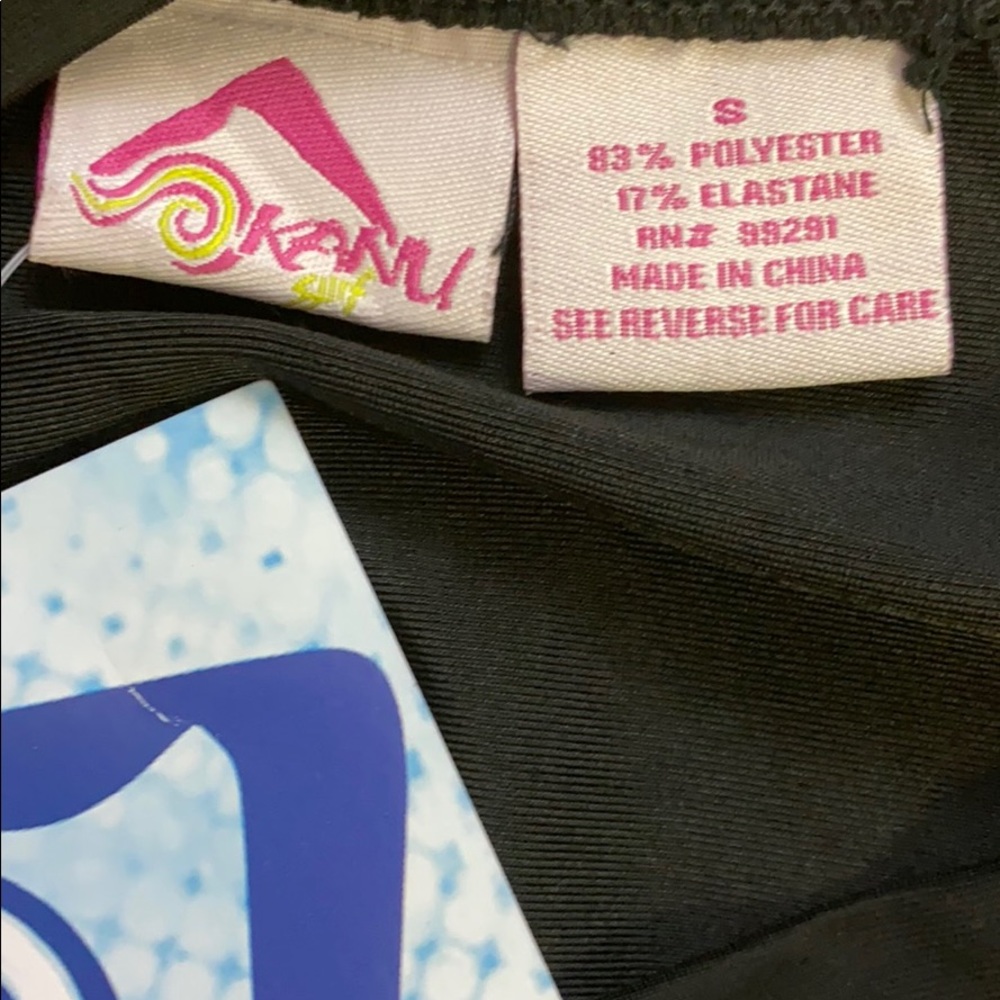 KANU
surf
S
83% POLYESTER
17% ELASTANE
RN# 99291
MADE IN CHINA
SEE REVERSE FOR CARE